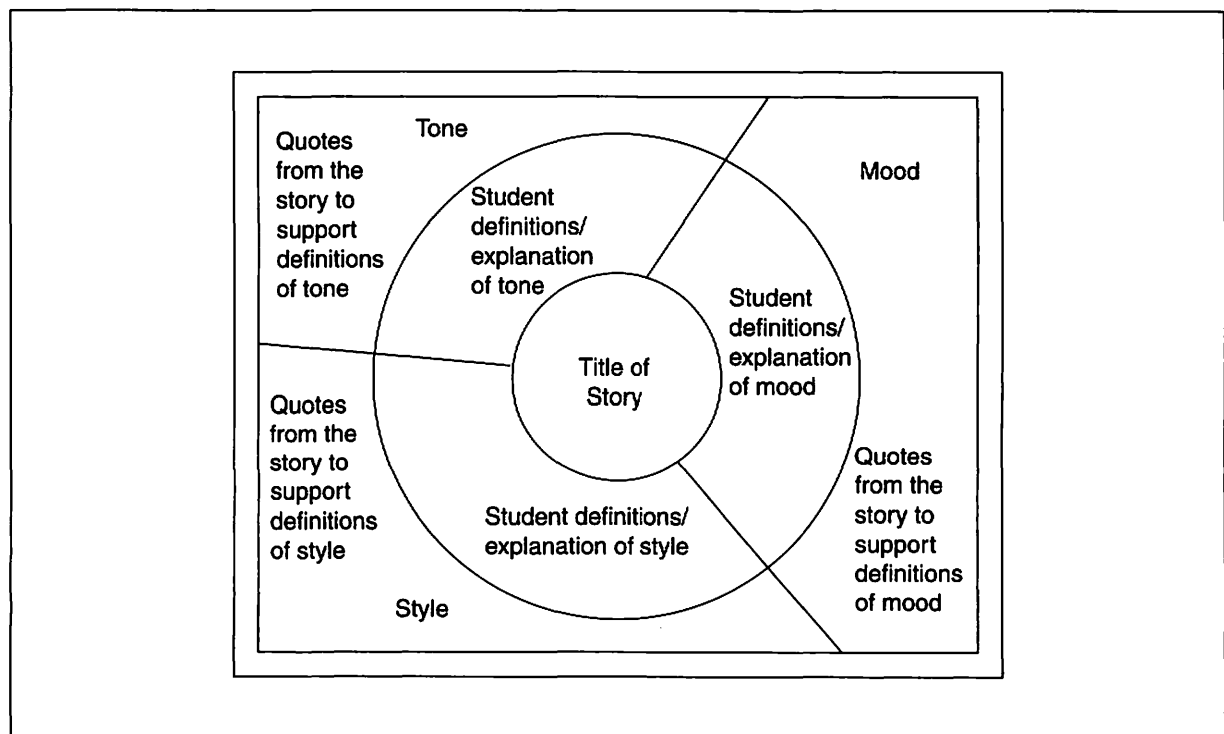 Tone
Quotes
from the
story to
support
definitions
of tone
Student
definitions/
explanation
of tone
Mood
Student
definitions/
explanation
of mood
Title of
Story
Quotes
from the
story to
support
definitions
of style
Student definitions/
explanation of style
Style
Quotes
from the
story to
support
definitions
of mood